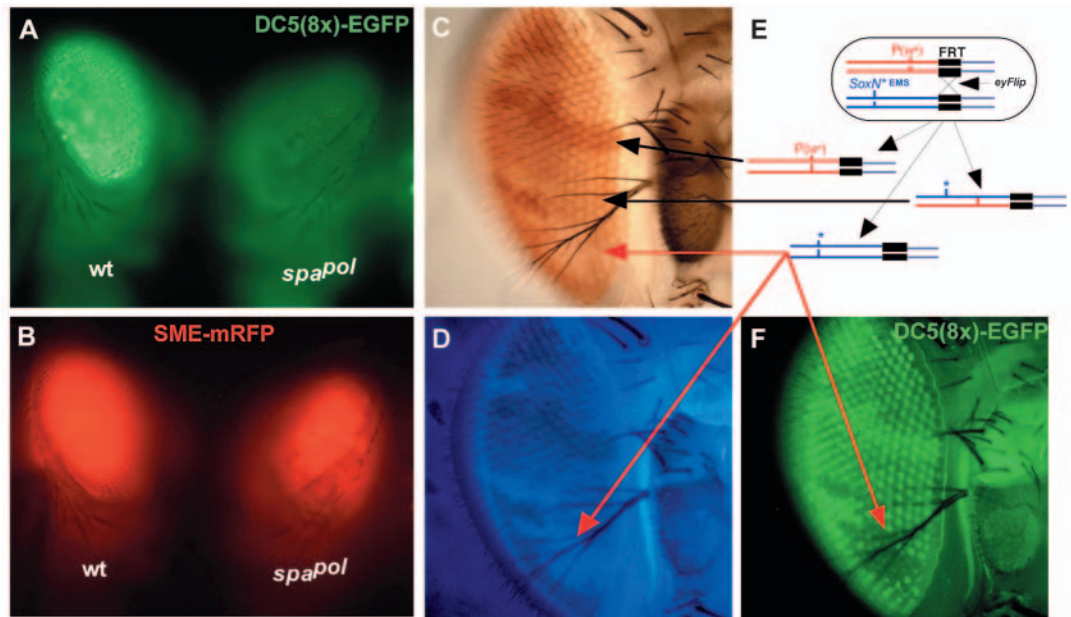 A
DC5(8x)-EGFP
wt
spapol
B
SME-mRFP
wt
spapol
C
D
E
P(w+)
FRT
SoxN* EMS
eyFlip
P(w+)
*
*
F
DC5(8x)-EGFP